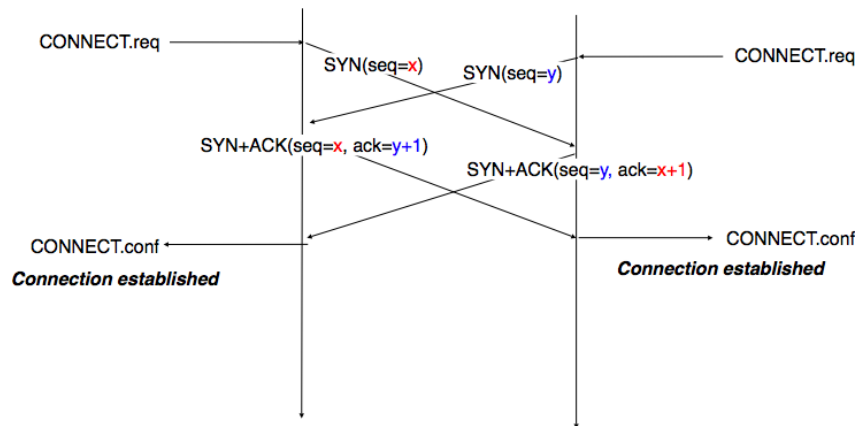 CONNECT.req
SYN(seq=x)
SYN(seq=y)
CONNECT.req
SYN+ACK(seq=x, ack=y+1)
SYN+ACK(seq=y, ack=x+1)
CONNECT.conf
Connection established
CONNECT.conf
Connection established